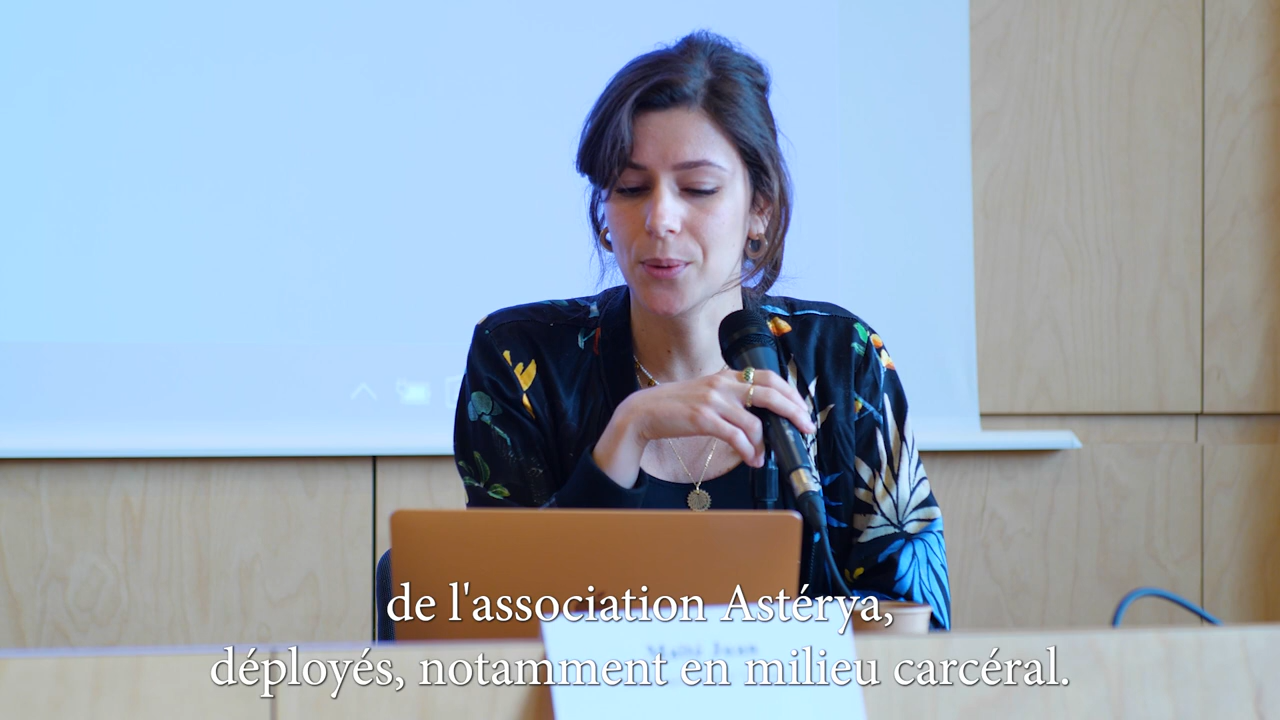 de l'association Astérya,
déployés, notamment en milieu carcéral.